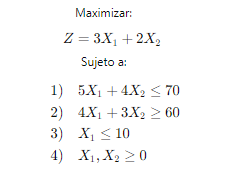 Maximizar:
Z = 3X₁ + 2X₂
Sujeto a:
1) 5X₁ + 4X₂ ≤ 70
2) 4X₁ + 3X₂ ≥ 60
3) X₁ ≤ 10
4) X₁, X₂ ≥ 0